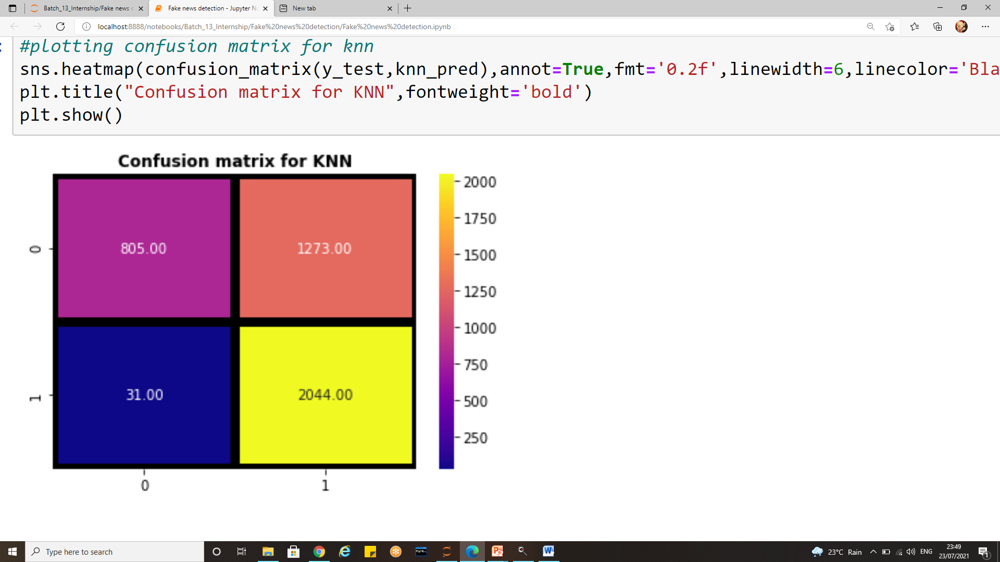 Batch_13_Internship/Fake news d
Fake news detection - Jupyter N
New tab
localhost:8888/notebooks/Batch_13_Internship/Fake%20news%20detection/Fake%20news%20detection.ipynb
:
#plotting confusion matrix for knn
sns.heatmap(confusion_matrix(y_test,knn_pred),annot=True,fmt='0.2f',linewidth=6,linecolor='Bla
plt.title("Confusion matrix for KNN",fontweight='bold')
plt.show()
Confusion matrix for KNN
2000
1750
1500
1250
1000
750
500
250
0
805.00 1273.00
1
31.00 2044.00
0 1
Type here to search
MySQL
23°C Rain
ENG
23:49
23/07/2021
1